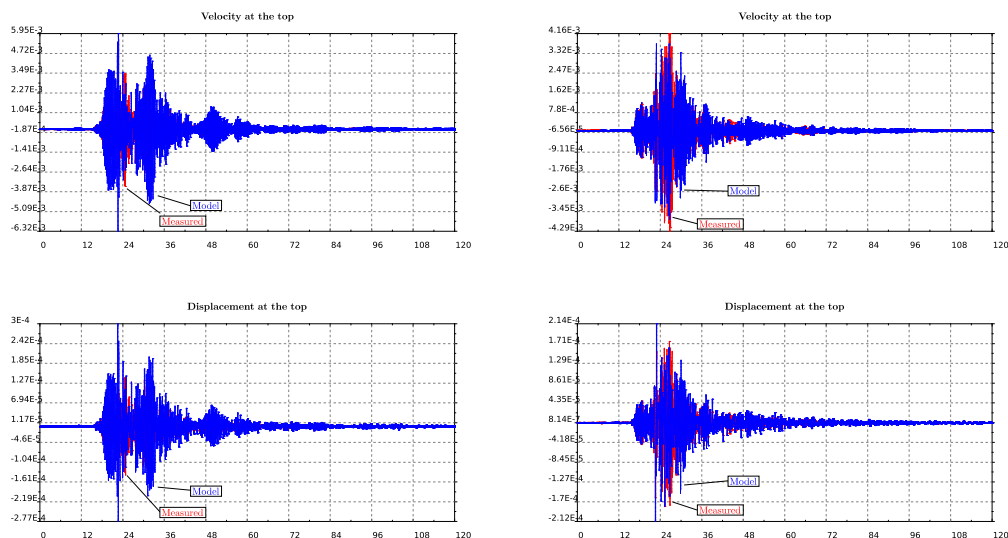 Velocity at the top
5.95E-3
4.72E-3
3.49E-3
2.27E-3
1.04E-3
-1.87E-
-1.41E-3
-2.64E-3
-3.87E-3
-5.09E-3
-6.32E-3
Model
Measured
0 12 24 36 48 60 72 84 96 108 120
Velocity at the top
4.16E-3
3.32E-3
2.47E-3
1.62E-3
7.8E-4
-6.56E-5
-9.11E-4
-1.76E-3
-2.6E-3
-3.45E-3
-4.29E-3
Model
Measured
0 12 24 36 48 60 72 84 96 108 120
Displacement at the top
3E-4
2.42E-4
1.85E-4
1.27E-4
6.94E-5
1.17E-5
-4.6E-5
-1.04E-4
-1.61E-4
-2.19E-4
-2.77E-4
Model
Measured
0 12 24 36 48 60 72 84 96 108 120
Displacement at the top
2.14E-4
1.71E-4
1.29E-4
8.61E-5
4.35E-5
8.14E-7
-4.18E-5
-8.45E-5
-1.27E-4
-1.7E-4
-2.12E-4
Model
Measured
0 12 24 36 48 60 72 84 96 108 120